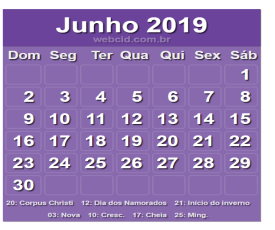 Junho 2019
webcid.com.br
Dom Seg Ter Qua Qui Sex Sáb
1
2 3 4 5 6 7 8
9 10 11 12 13 14 15
16 17 18 19 20 21 22
23 24 25 26 27 28 29
30
20: Corpus Christi 12: Dia dos Namorados 21: Início do inverno
03: Nova 10: Cresc. 17: Cheia 25: Ming.